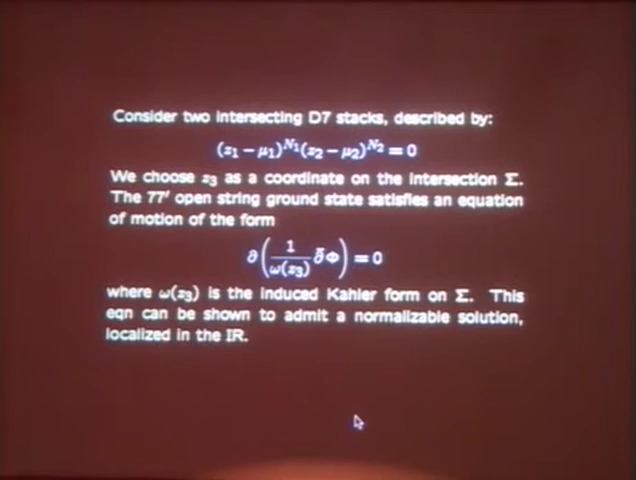 Consider two intersecting D7 stacks, described by:
(z₁ − μ₁)^N₁(z₂ − μ₂)^N₂ = 0
We choose z₃ as a coordinate on the intersection Σ.
The 77′ open string ground state satisfies an equation
of motion of the form
∂(1/ω(z₃) ∂̄Φ) = 0
where ω(z₃) is the induced Kahler form on Σ. This
eqn can be shown to admit a normalizable solution,
localized in the IR.